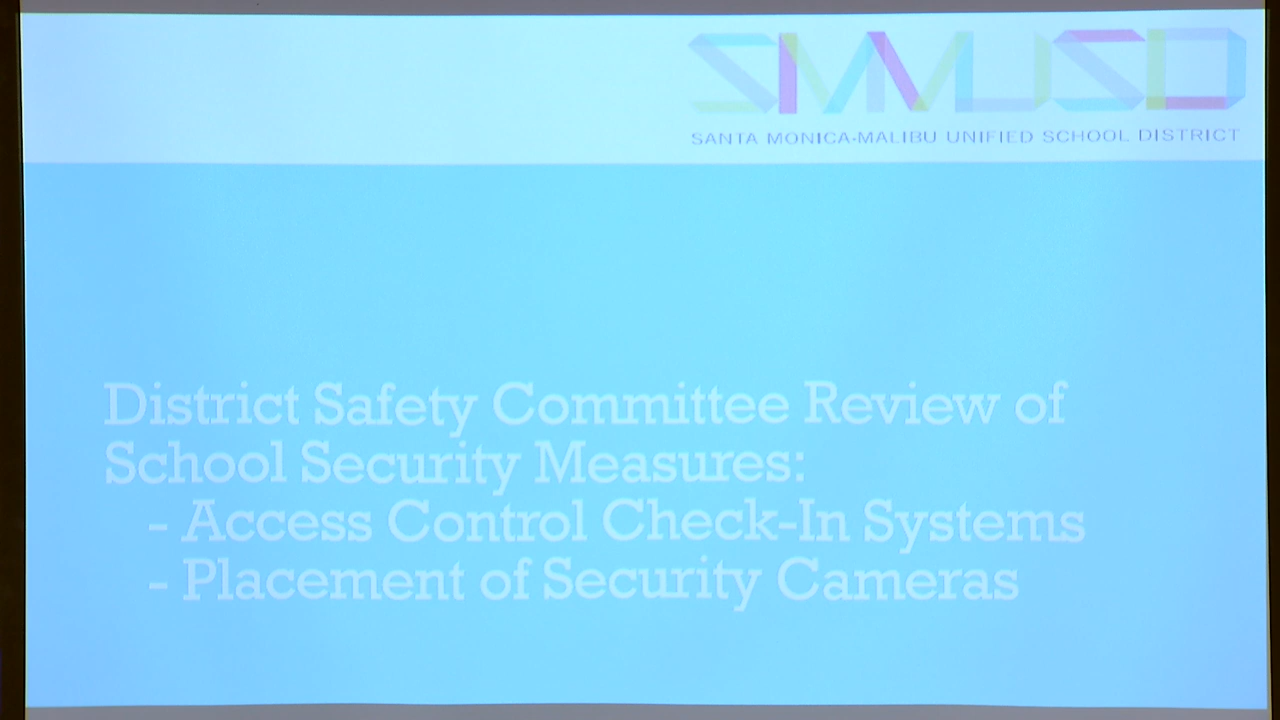 SMMUSD
SANTA MONICA-MALIBU UNIFIED SCHOOL DISTRICT
District Safety Committee Review of
School Security Measures:
- Access Control Check-In Systems
- Placement of Security Cameras